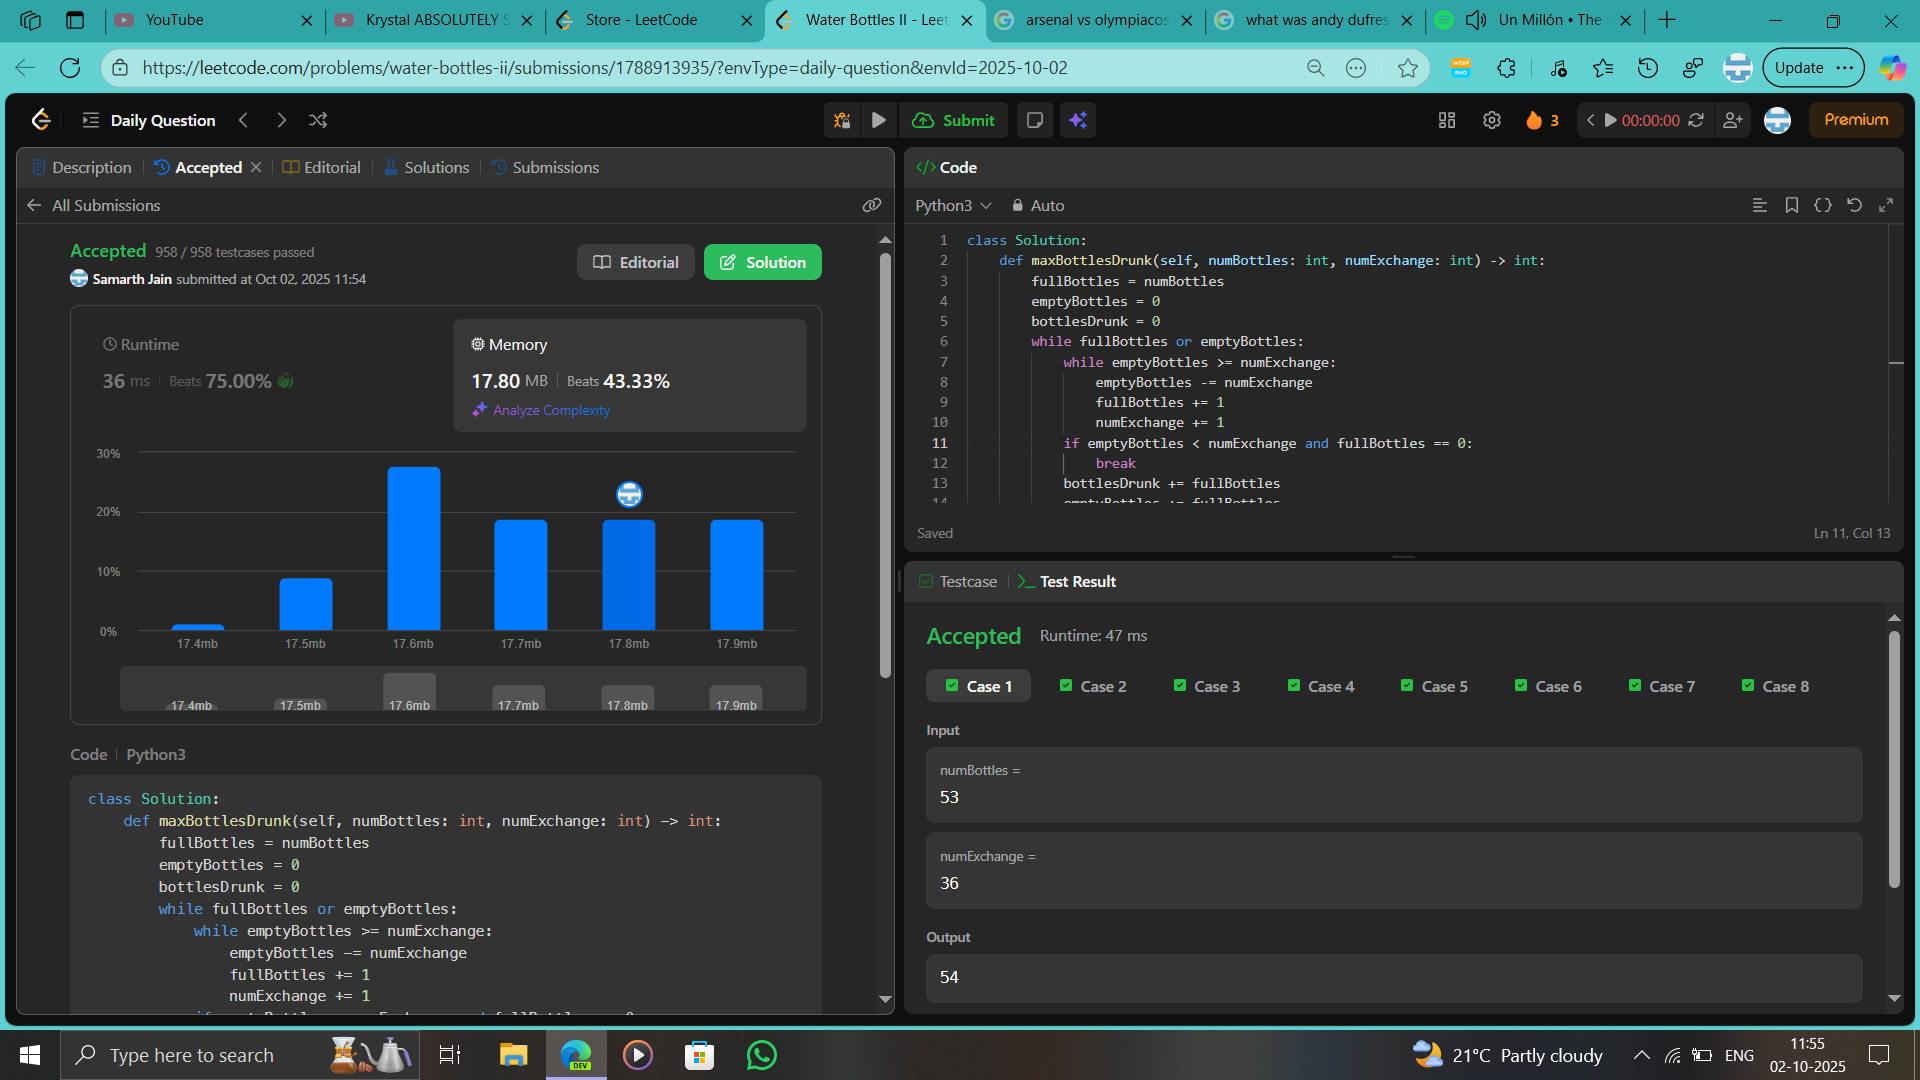 YouTube
Krystal ABSOLUTELY S
Store - LeetCode
Water Bottles II - Leet
arsenal vs olympiacos
what was andy dufres
Un Millón • The
https://leetcode.com/problems/water-bottles-ii/submissions/1788913935/?envType=daily-question&envId=2025-10-02
WEBP
PNG
Update
Daily Question
Submit
3
00:00:00
Premium
Description
Accepted
Editorial
Solutions
Submissions
All Submissions
Accepted 958 / 958 testcases passed
Samarth Jain submitted at Oct 02, 2025 11:54
Editorial
Solution
Runtime
36 ms Beats 75.00%
Memory
17.80 MB Beats 43.33%
Analyze Complexity
30%
20%
10%
0%
17.4mb 17.5mb 17.6mb 17.7mb 17.8mb 17.9mb
17.4mb 17.5mb 17.6mb 17.7mb 17.8mb 17.9mb
Code Python3
class Solution:
def maxBottlesDrunk(self, numBottles: int, numExchange: int) -> int:
fullBottles = numBottles
emptyBottles = 0
bottlesDrunk = 0
while fullBottles or emptyBottles:
while emptyBottles >= numExchange:
emptyBottles -= numExchange
fullBottles += 1
numExchange += 1
</> Code
Python3
Auto
1 class Solution:
2 def maxBottlesDrunk(self, numBottles: int, numExchange: int) -> int:
3 fullBottles = numBottles
4 emptyBottles = 0
5 bottlesDrunk = 0
6 while fullBottles or emptyBottles:
7 while emptyBottles >= numExchange:
8 emptyBottles -= numExchange
9 fullBottles += 1
10 numExchange += 1
11 if emptyBottles < numExchange and fullBottles == 0:
12 break
13 bottlesDrunk += fullBottles
14 emptyBottles += fullBottles
Saved
Ln 11, Col 13
Testcase
>_ Test Result
Accepted Runtime: 47 ms
Case 1 Case 2 Case 3 Case 4 Case 5 Case 6 Case 7 Case 8
Input
numBottles =
53
numExchange =
36
Output
54
Type here to search
DEV
21°C Partly cloudy
ENG
11:55
02-10-2025